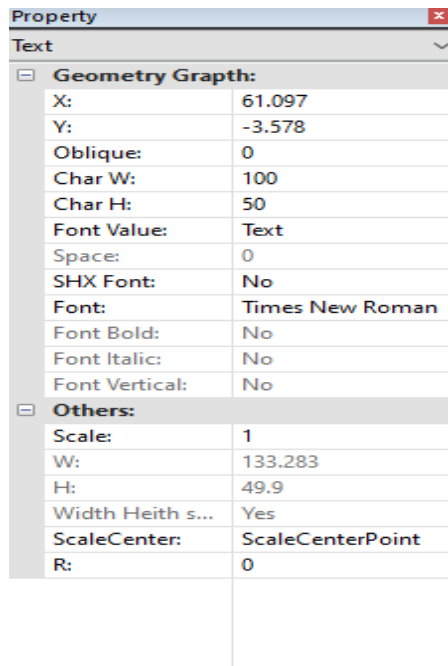 Property
Text
Geometry Grapth:
X: 61.097
Y: -3.578
Oblique: 0
Char W: 100
Char H: 50
Font Value: Text
Space: 0
SHX Font: No
Font: Times New Roman
Font Bold: No
Font Italic: No
Font Vertical: No
Others:
Scale: 1
W: 133.283
H: 49.9
Width Heith s... Yes
ScaleCenter: ScaleCenterPoint
R: 0